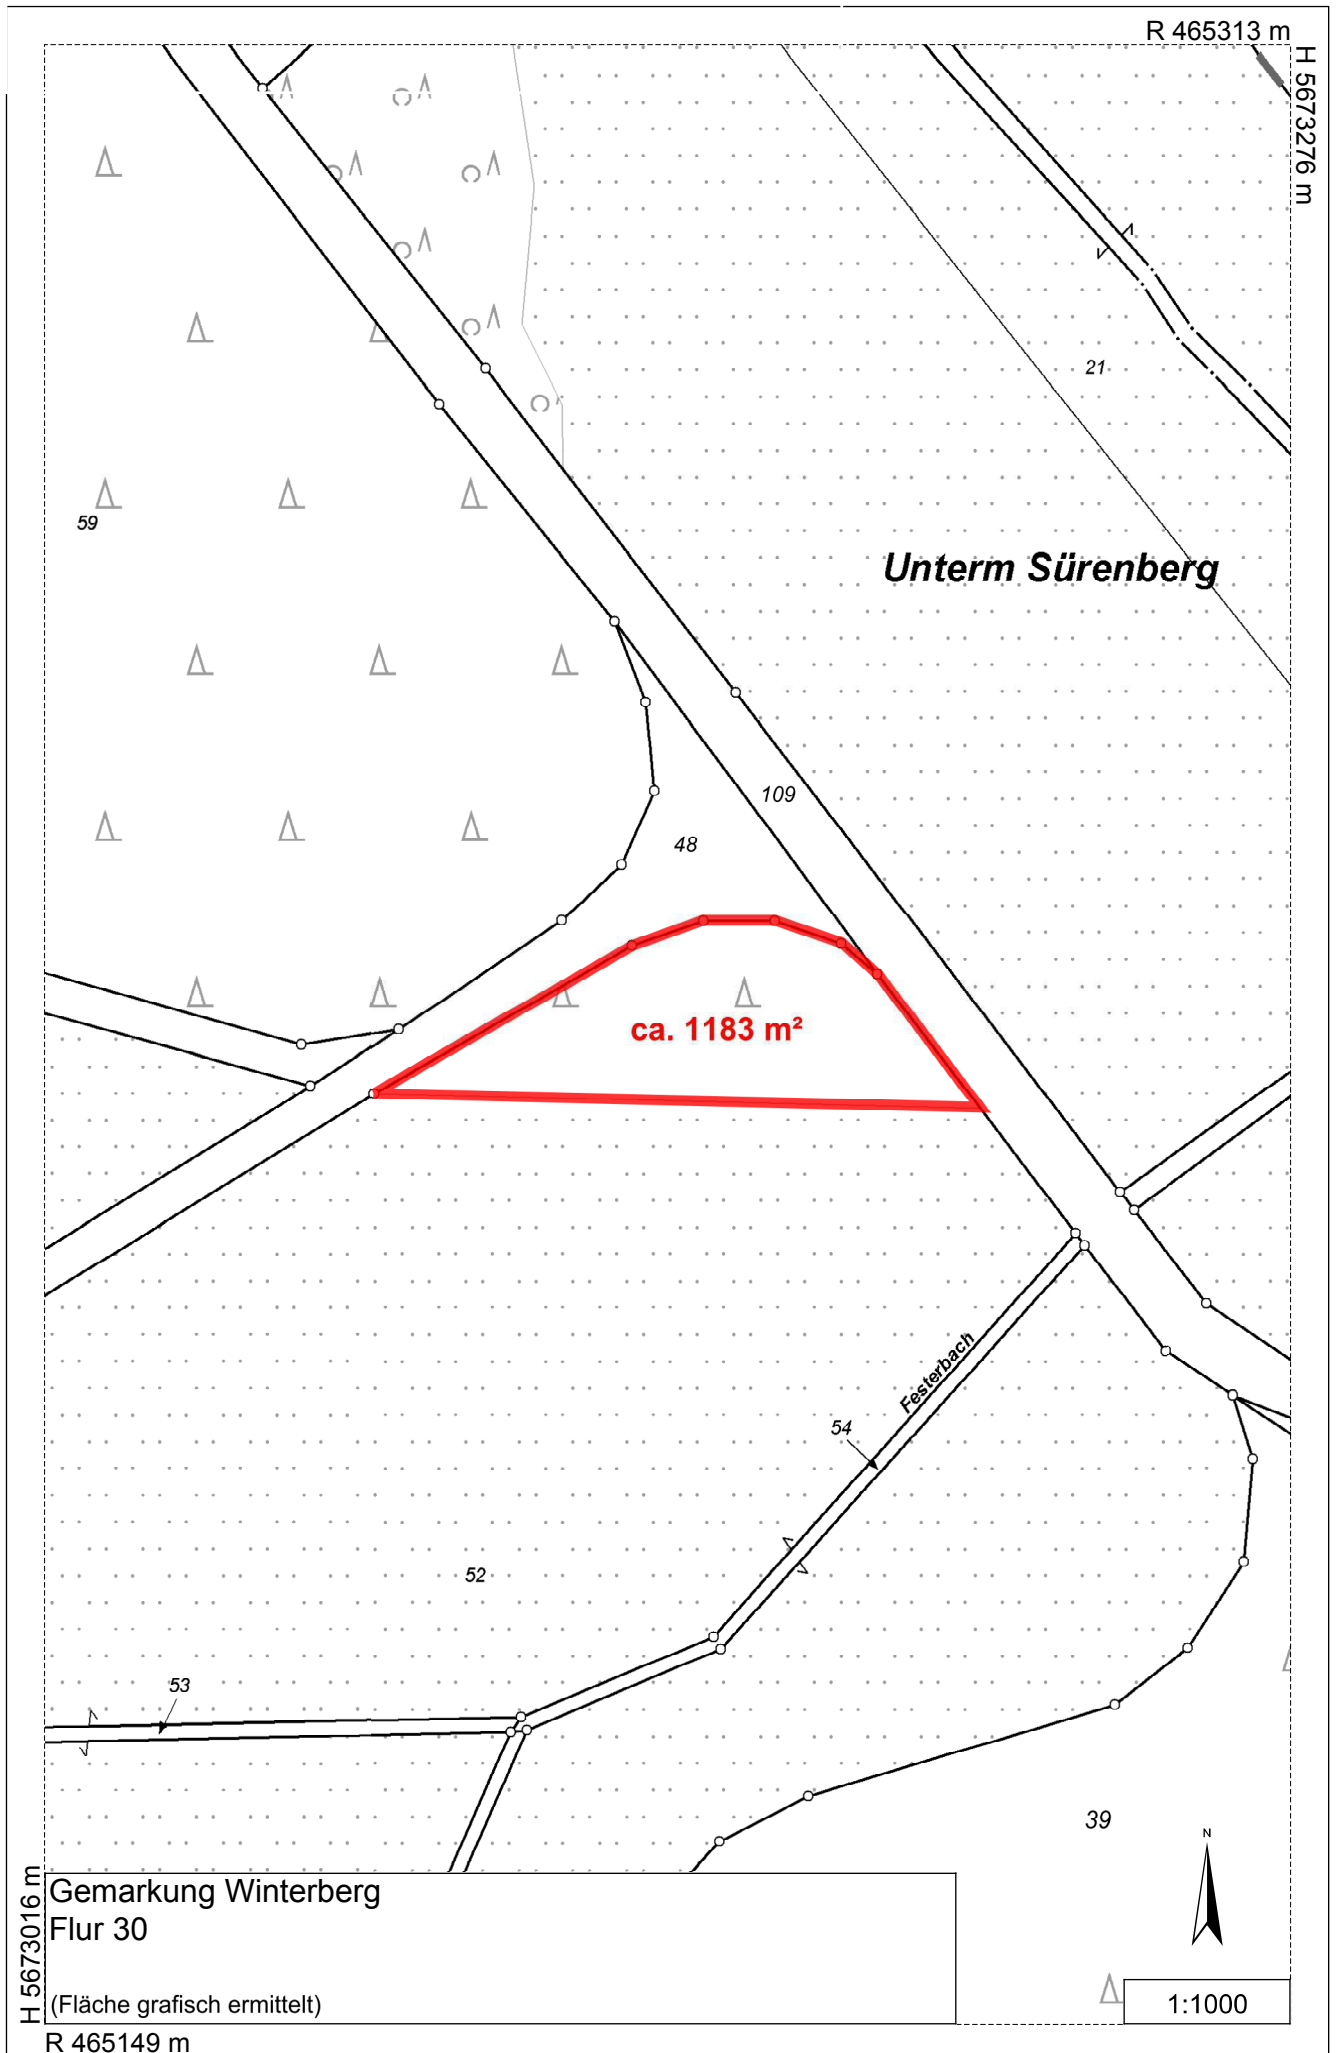 R 465313 m
H 5673276 m
21
59
Unterm Sürenberg
109
48
ca. 1183 m²
Festerbach
54
52
53
39
N
H 5673016 m
Gemarkung Winterberg
Flur 30
(Fläche grafisch ermittelt)
1:1000
R 465149 m